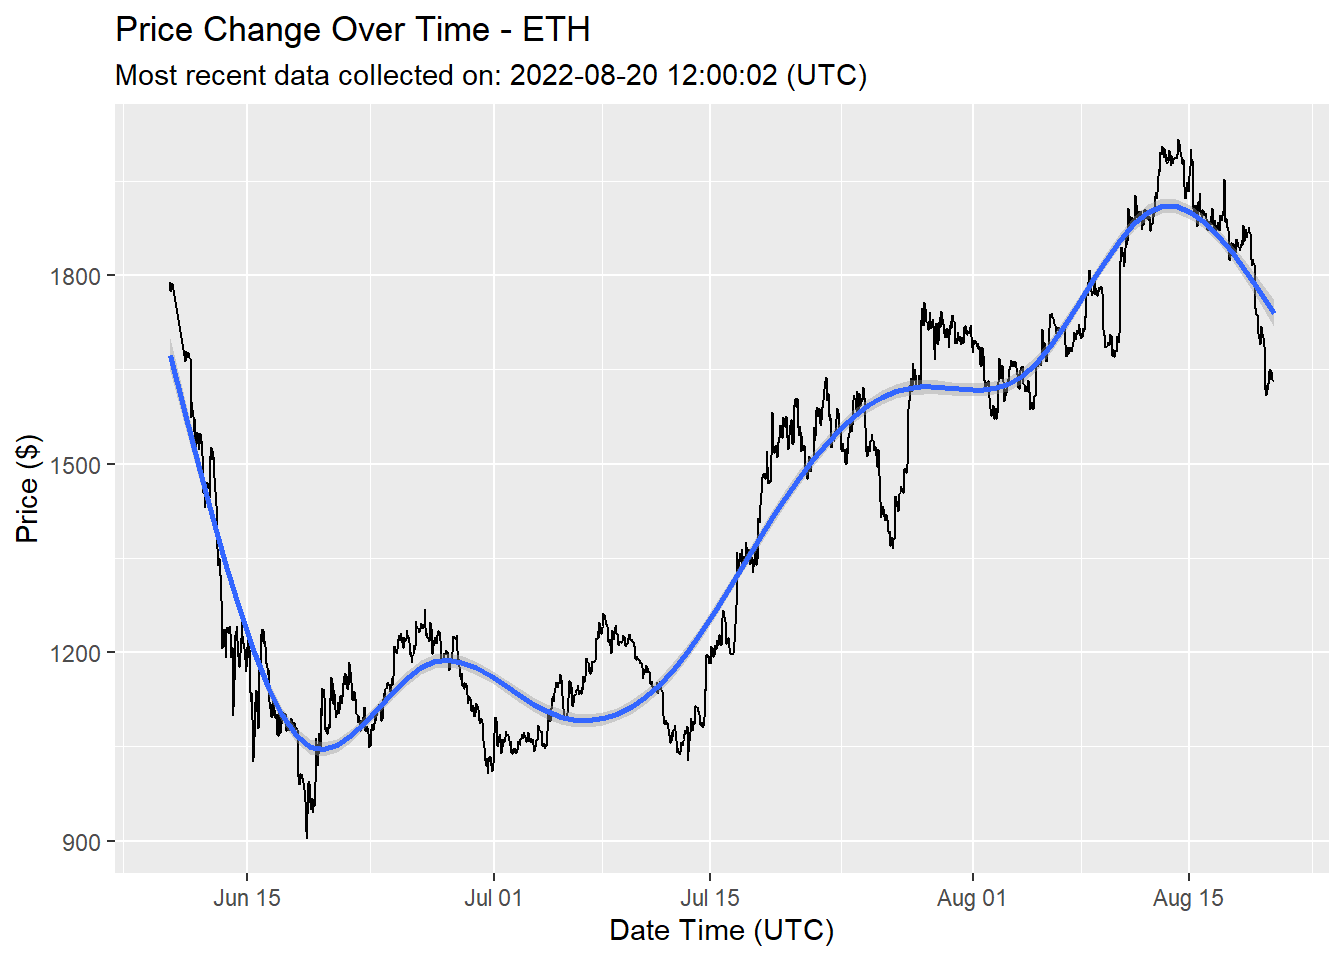 Price Change Over Time - ETH
Most recent data collected on: 2022-08-20 12:00:02 (UTC)
Price ($)
1800
1500
1200
900
Jun 15
Jul 01
Jul 15
Aug 01
Aug 15
Date Time (UTC)